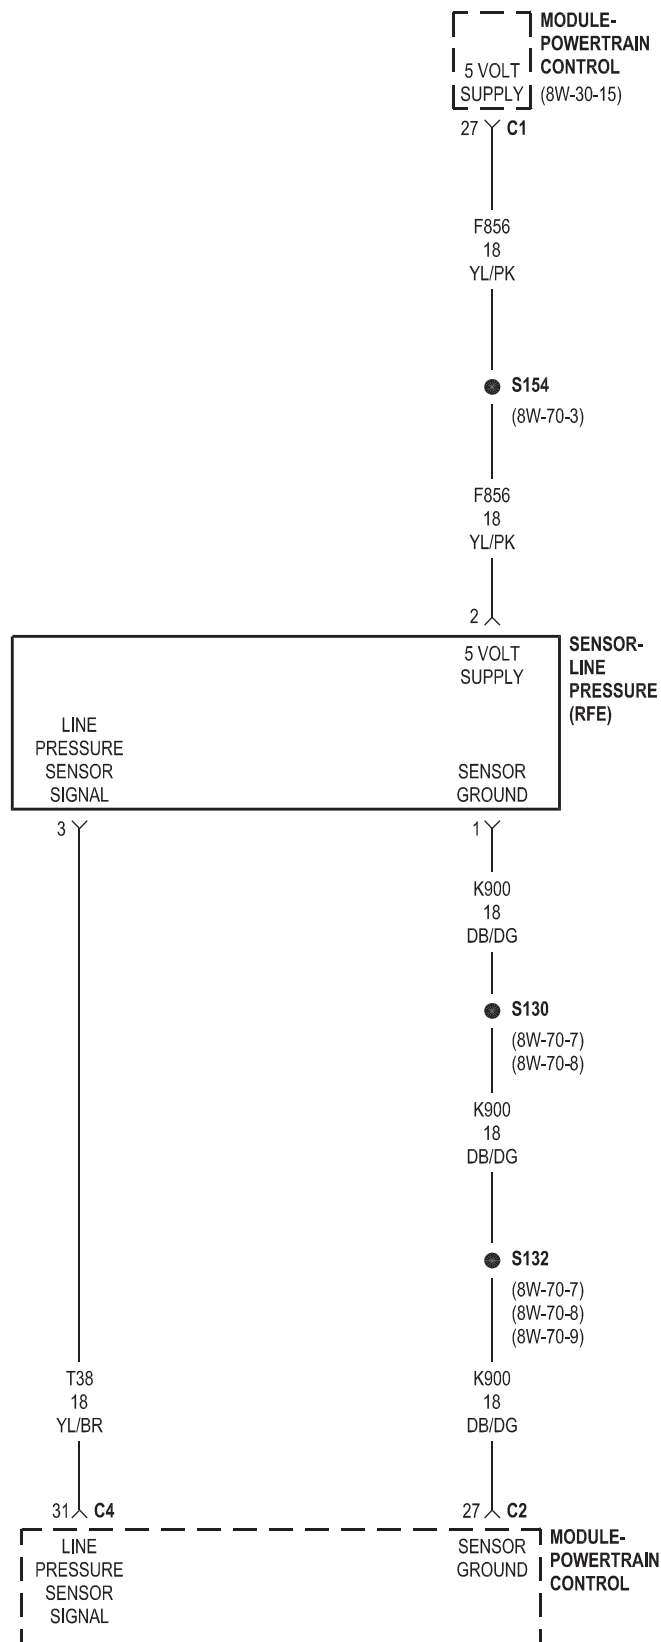 MODULE-
POWERTRAIN
CONTROL
(8W-30-15)
5 VOLT
SUPPLY
27 C1
F856
18
YL/PK
S154
(8W-70-3)
F856
18
YL/PK
2
SENSOR-
LINE
PRESSURE
(RFE)
5 VOLT
SUPPLY
LINE
PRESSURE
SENSOR
SIGNAL
SENSOR
GROUND
3
1
K900
18
DB/DG
S130
(8W-70-7)
(8W-70-8)
K900
18
DB/DG
S132
(8W-70-7)
(8W-70-8)
(8W-70-9)
T38
18
YL/BR
K900
18
DB/DG
31 C4
27 C2
LINE
PRESSURE
SENSOR
SIGNAL
SENSOR
GROUND
MODULE-
POWERTRAIN
CONTROL